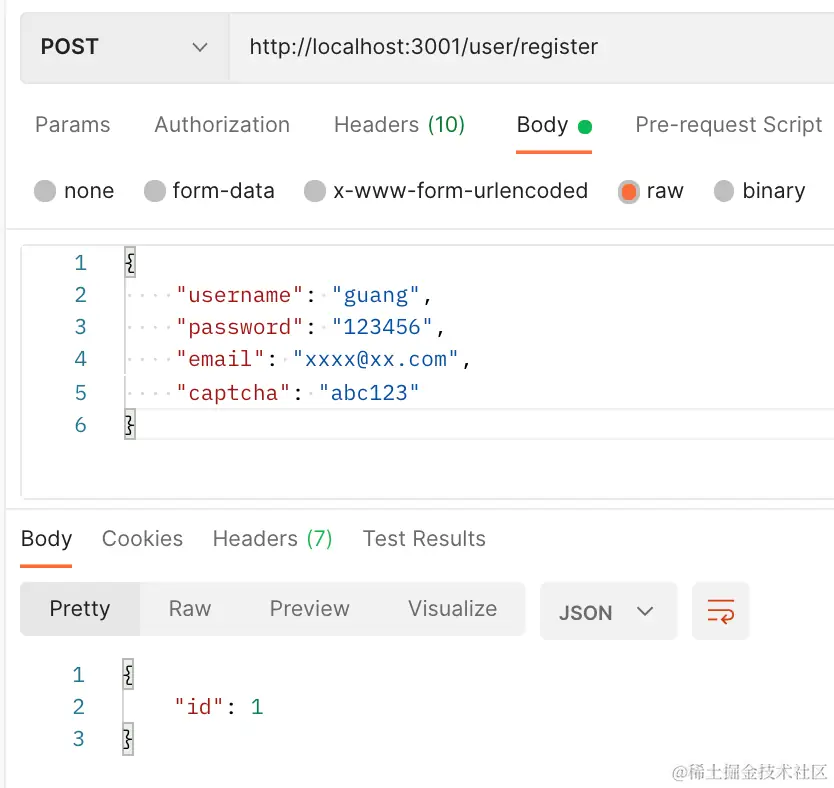 POST http://localhost:3001/user/register
Params Authorization Headers (10) Body Pre-request Script
none form-data x-www-form-urlencoded raw binary
1 {
2 "username": "guang",
3 "password": "123456",
4 "email": "xxxx@xx.com",
5 "captcha": "abc123"
6 }
Body Cookies Headers (7) Test Results
Pretty Raw Preview Visualize JSON
1 {
2 "id": 1
3 }
@稀土掘金技术社区